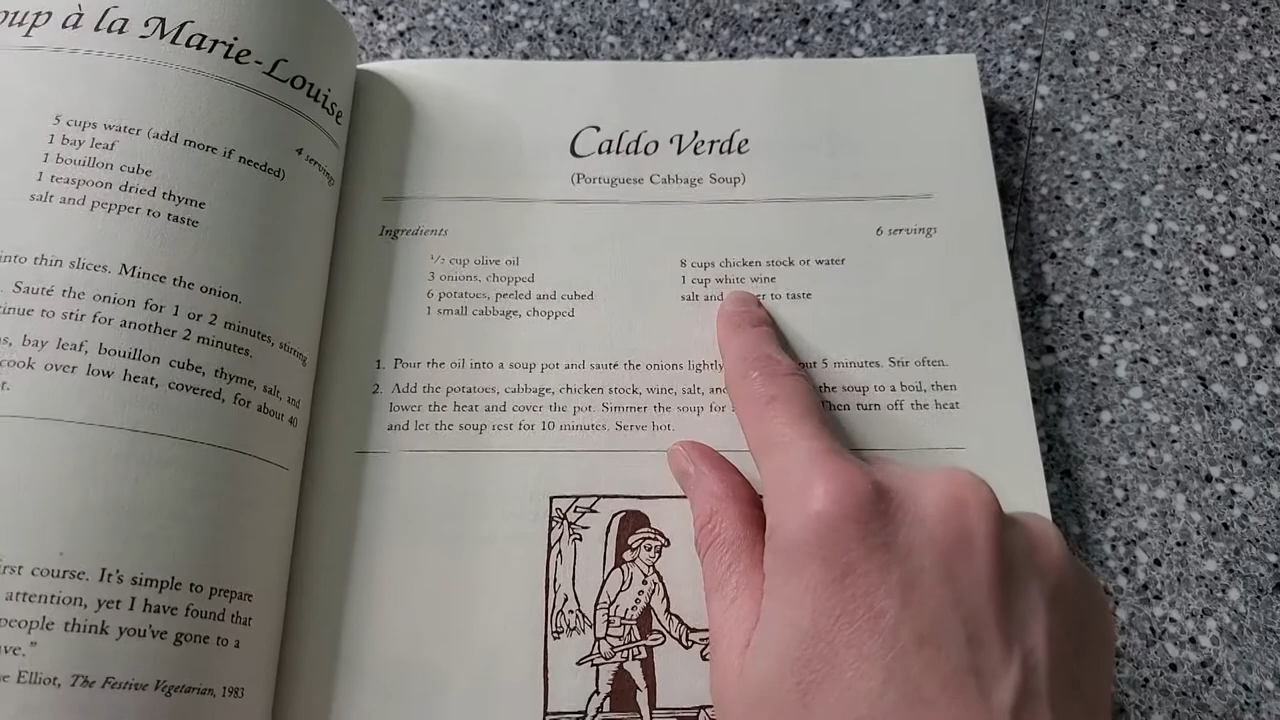 oup à la Marie-Louise
4 servings
5 cups water (add more if needed)
1 bay leaf
1 bouillon cube
1 teaspoon dried thyme
salt and pepper to taste
into thin slices. Mince the onion.
. Sauté the onion for 1 or 2 minutes, stirring
tinue to stir for another 2 minutes.
s, bay leaf, bouillon cube, thyme, salt, and
cook over low heat, covered, for about 40
t.
irst course. It's simple to prepare
attention, yet I have found that
people think you've gone to a
ve."
e Elliot, The Festive Vegetarian, 1983
Caldo Verde
(Portuguese Cabbage Soup)
Ingredients
6 servings
1/2 cup olive oil
3 onions, chopped
6 potatoes, peeled and cubed
1 small cabbage, chopped
8 cups chicken stock or water
1 cup white wine
salt and er to taste
1. Pour the oil into a soup pot and sauté the onions lightly out 5 minutes. Stir often.
2. Add the potatoes, cabbage, chicken stock, wine, salt, and the soup to a boil, then
lower the heat and cover the pot. Simmer the soup for Then turn off the heat
and let the soup rest for 10 minutes. Serve hot.